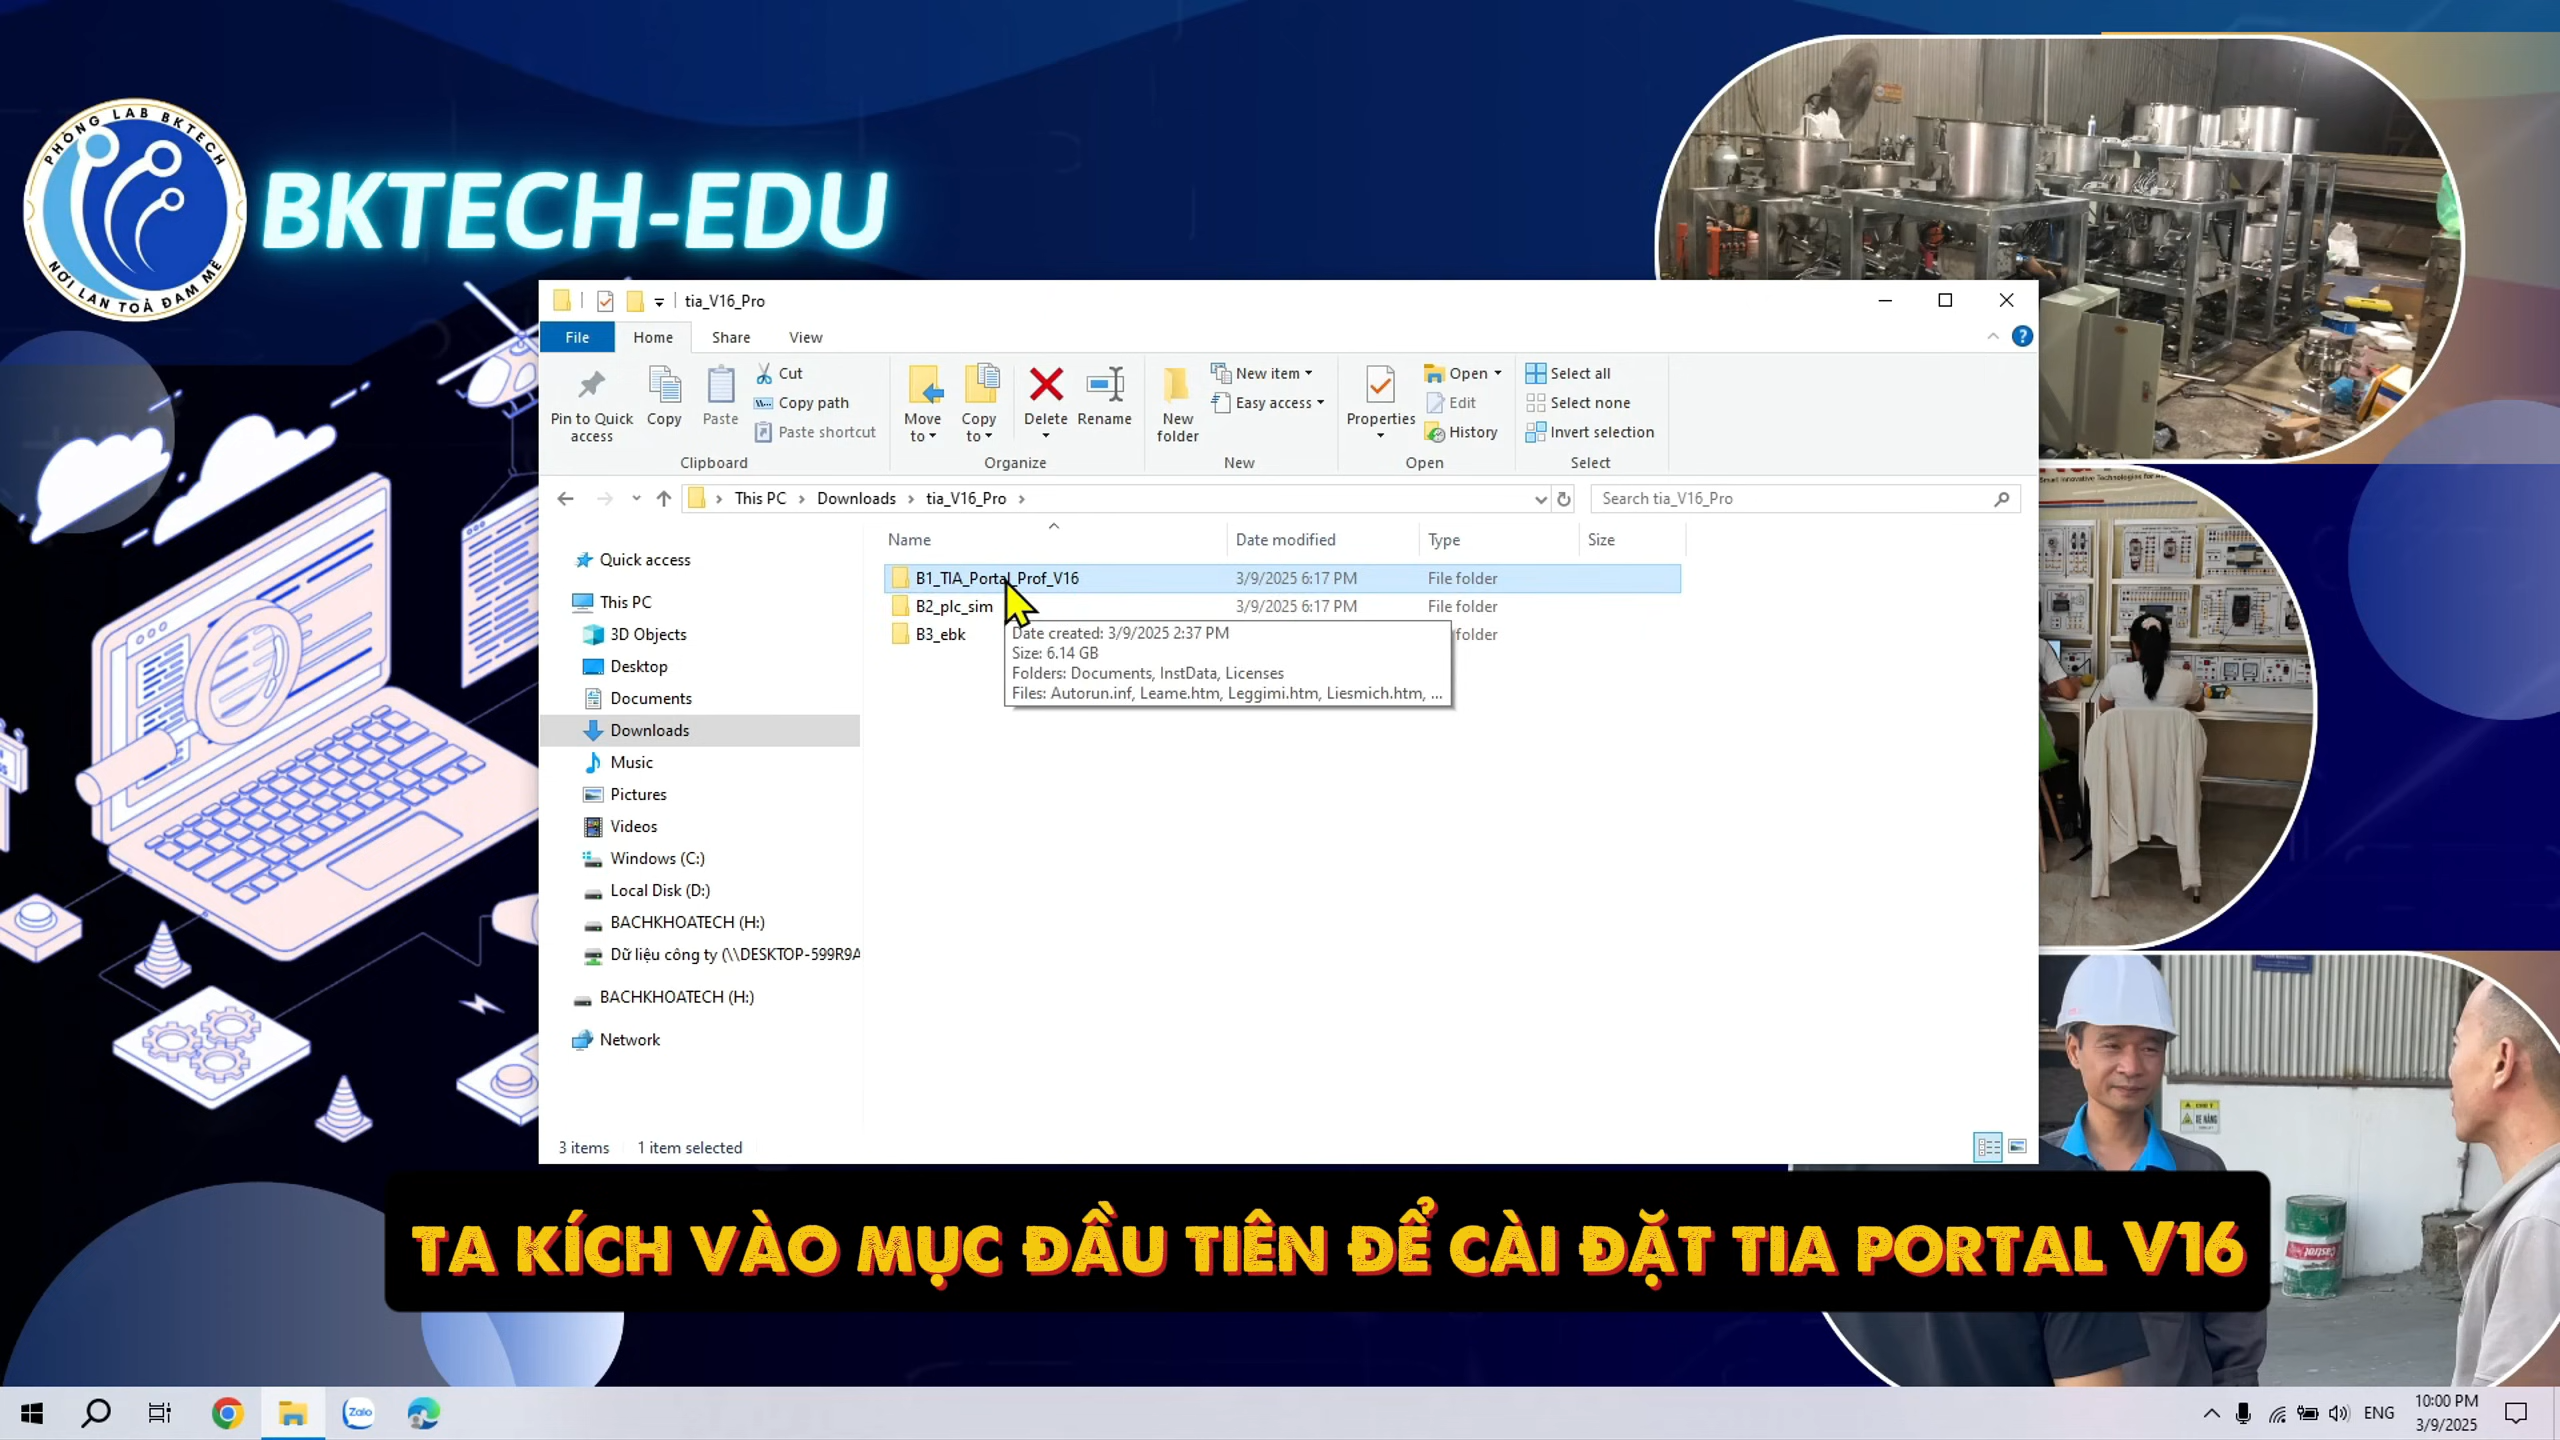 PHÒNG LAB BKTECH
NƠI LAN TOẢ ĐAM MÊ
BKTECH-EDU
tia_V16_Pro
File
Home
Share
View
Pin to Quick access
Copy
Paste
Cut
Copy path
Paste shortcut
Clipboard
Move to
Copy to
Delete
Rename
Organize
New folder
New item
Easy access
New
Properties
Open
Edit
History
Open
Select all
Select none
Invert selection
Select
This PC
Downloads
tia_V16_Pro
Search tia_V16_Pro
Name
Date modified
Type
Size
B1_TIA_Portal_Prof_V16
3/9/2025 6:17 PM
File folder
B2_plc_sim
3/9/2025 6:17 PM
File folder
B3_ebk
folder
Date created: 3/9/2025 2:37 PM
Size: 6.14 GB
Folders: Documents, InstData, Licenses
Files: Autorun.inf, Leame.htm, Leggimi.htm, Liesmich.htm, ...
Quick access
This PC
3D Objects
Desktop
Documents
Downloads
Music
Pictures
Videos
Windows (C:)
Local Disk (D:)
BACHKHOATECH (H:)
Dữ liệu công ty (\\DESKTOP-599R9A
BACHKHOATECH (H:)
Network
3 items
1 item selected
TA KÍCH VÀO MỤC ĐẦU TIÊN ĐỂ CÀI ĐẶT TIA PORTAL V16
Castrol
Zalo
ENG
10:00 PM
3/9/2025